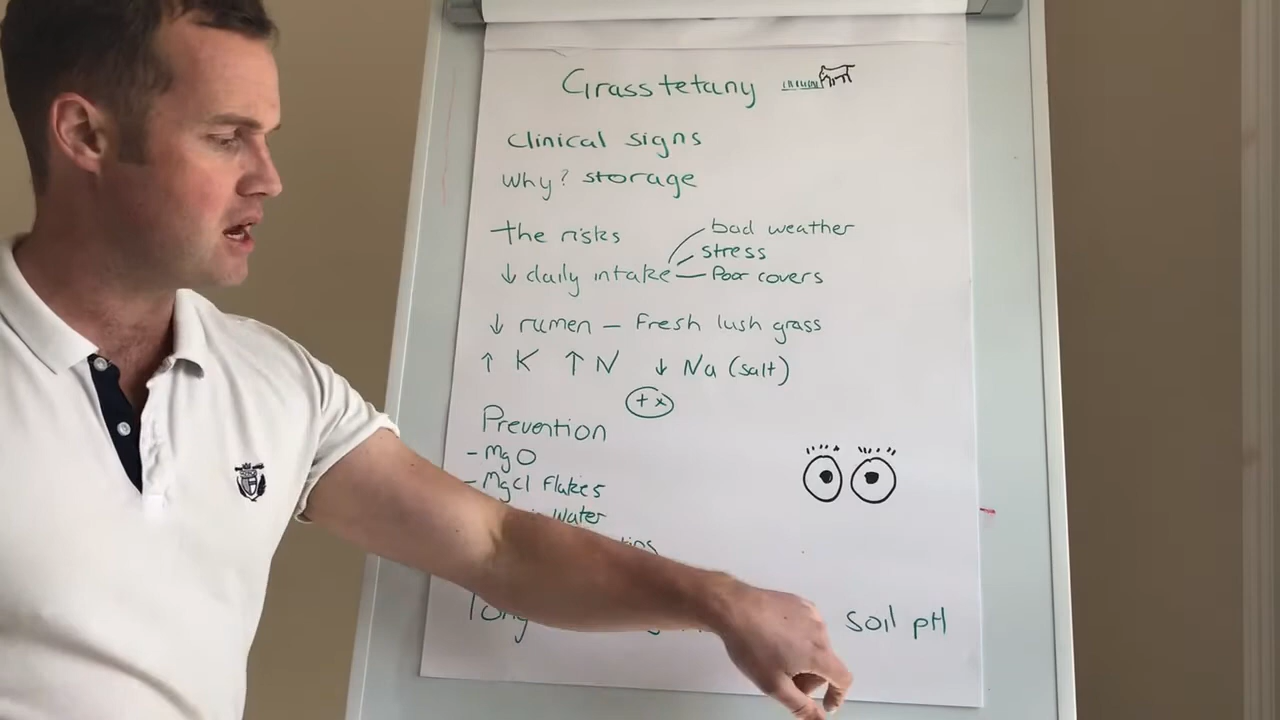 Grass tetany
Clinical signs
Why? storage
the risks
bad weather
stress
↓ daily intake
Poor covers
↓ rumen - Fresh lush grass
↑ K ↑ N ↓ Na (salt)
+ x
Prevention
- MgO
- MgCl Flakes
Water
soil pH